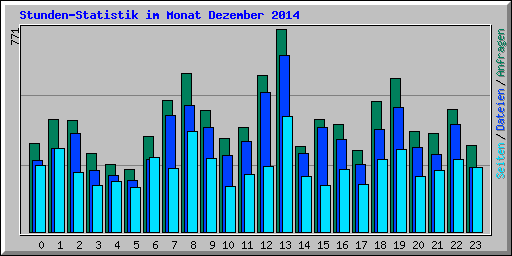 Stunden-Statistik im Monat Dezember 2014
771
Seiten / Dateien / Anfragen
0 1 2 3 4 5 6 7 8 9 10 11 12 13 14 15 16 17 18 19 20 21 22 23